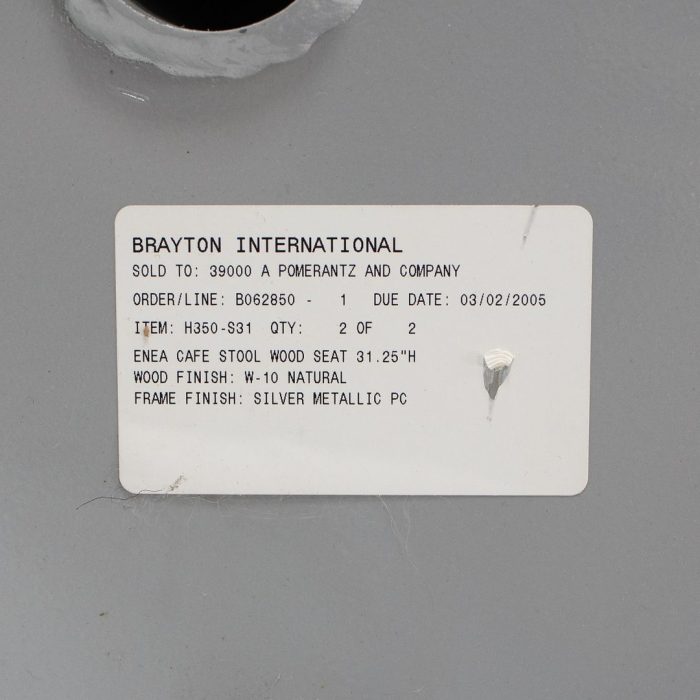 BRAYTON INTERNATIONAL
SOLD TO: 39000 A POMERANTZ AND COMPANY
ORDER/LINE: B062850 - 1 DUE DATE: 03/02/2005
ITEM: H350-S31 QTY: 2 OF 2
ENEA CAFE STOOL WOOD SEAT 31.25"H
WOOD FINISH: W-10 NATURAL
FRAME FINISH: SILVER METALLIC PC